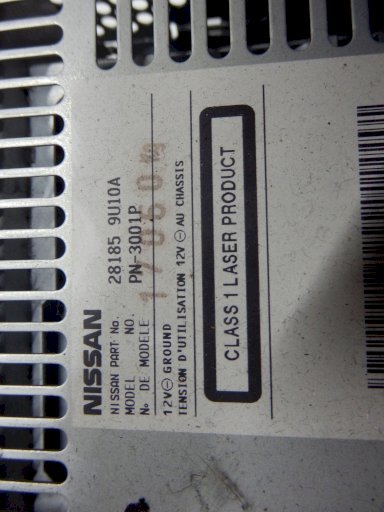 NISSAN
NISSAN PART No. 28185 9U10A
MODEL NO. PN-3001P
No DE MODELE
12V⊖GROUND
TENSION D'UTILISATION 12V ⊖ AU CHASSIS
CLASS 1 LASER PRODUCT